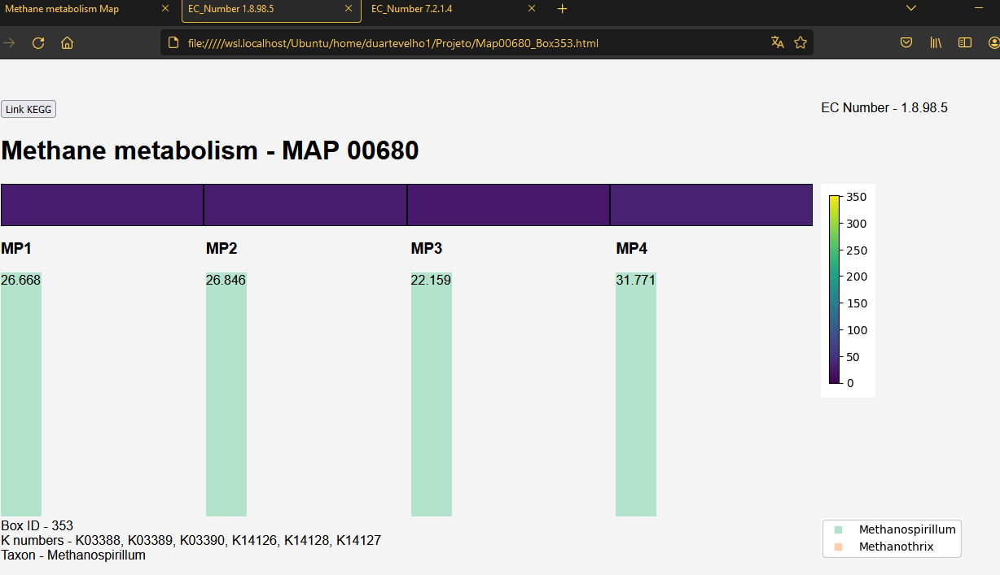 Methane metabolism Map
EC_Number 1.8.98.5
EC_Number 7.2.1.4
file://///wsl.localhost/Ubuntu/home/duartevelho1/Projeto/Map00680_Box353.html
Link KEGG
EC Number - 1.8.98.5
Methane metabolism - MAP 00680
MP1 MP2 MP3 MP4
26.668 26.846 22.159 31.771
350
300
250
200
150
100
50
0
Box ID - 353
K numbers - K03388, K03389, K03390, K14126, K14128, K14127
Taxon - Methanospirillum
Methanospirillum
Methanothrix